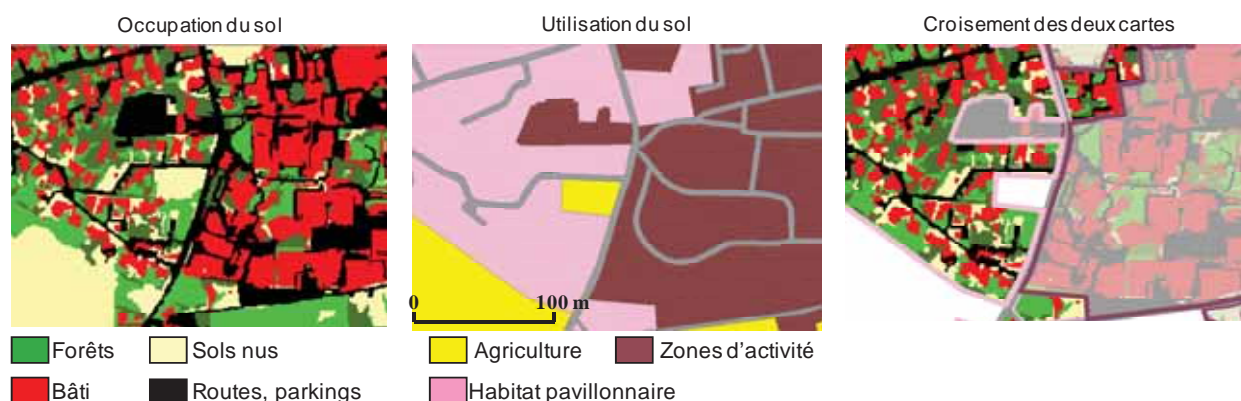 Occupation du sol
Utilisation du sol
Croisement des deux cartes
0 100 m
Forêts
Sols nus
Bâti
Routes, parkings
Agriculture
Zones d'activité
Habitat pavillonnaire